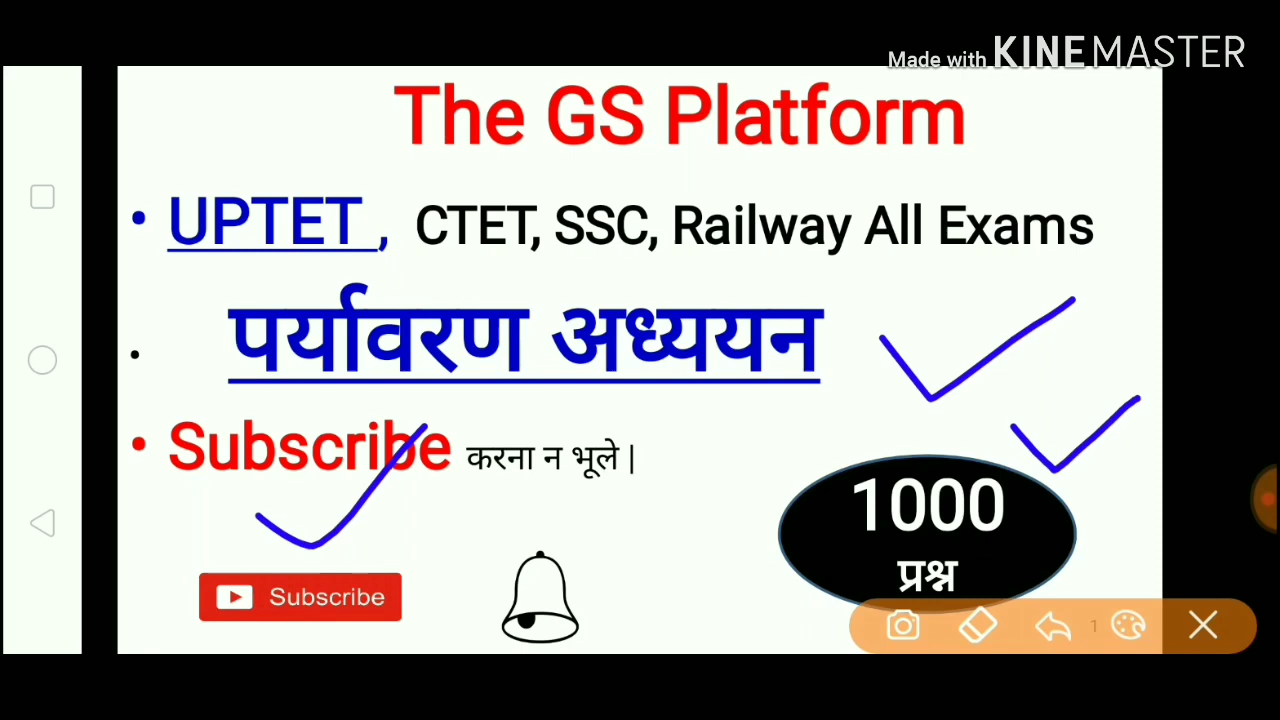 Made with KINEMASTER
The GS Platform
• UPTET , CTET, SSC, Railway All Exams
• पर्यावरण अध्ययन
• Subscribe करना न भूले |
1000
प्रश्न
Subscribe
1